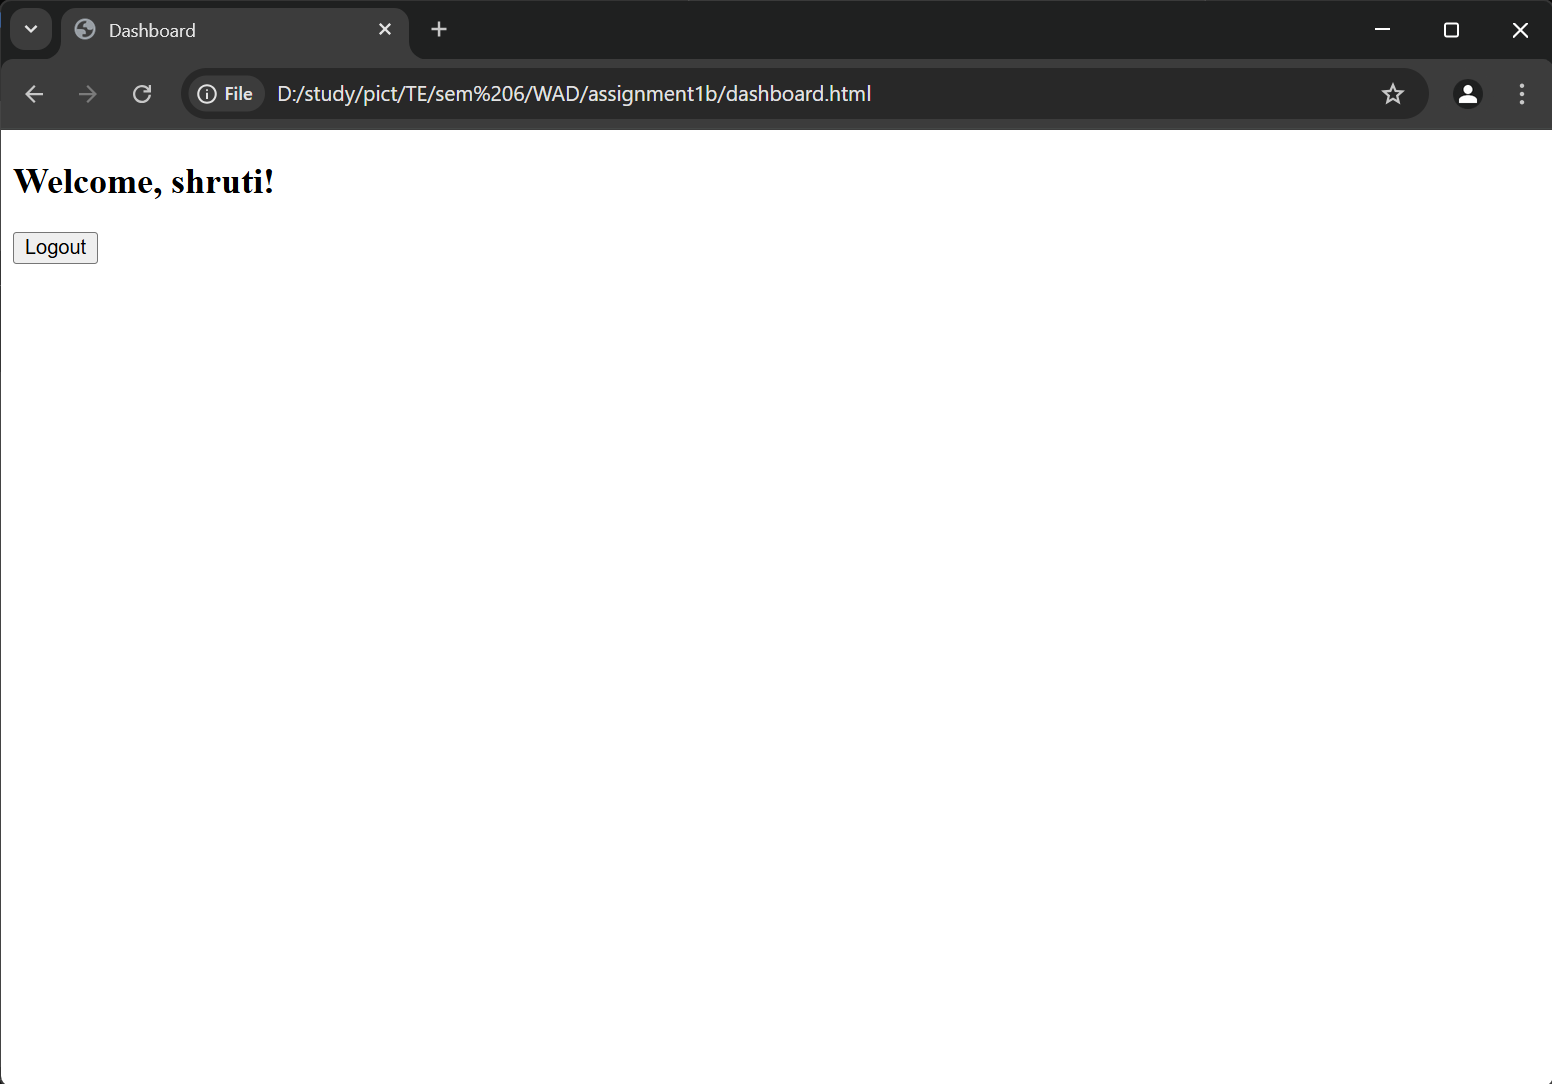 Dashboard
File D:/study/pict/TE/sem%206/WAD/assignment1b/dashboard.html
Welcome, shruti!
Logout